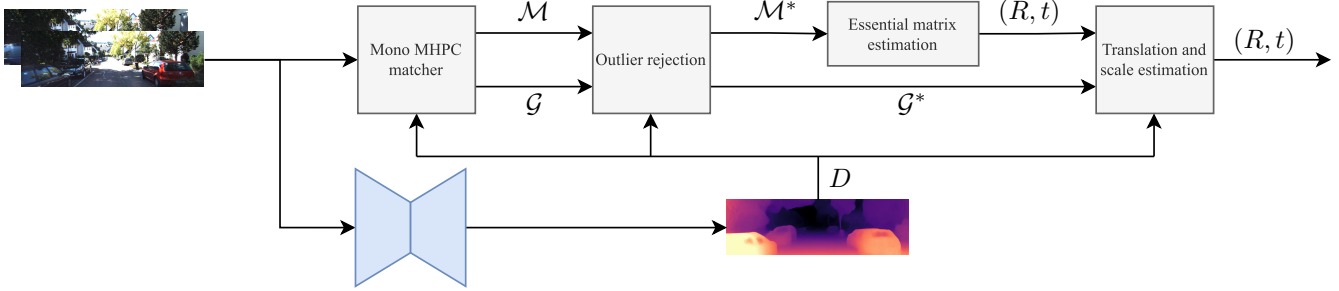 Mono MHPC
matcher
ℳ
𝒢
Outlier rejection
ℳ*
𝒢*
Essential matrix
estimation
(R, t)
Translation and
scale estimation
(R, t)
D